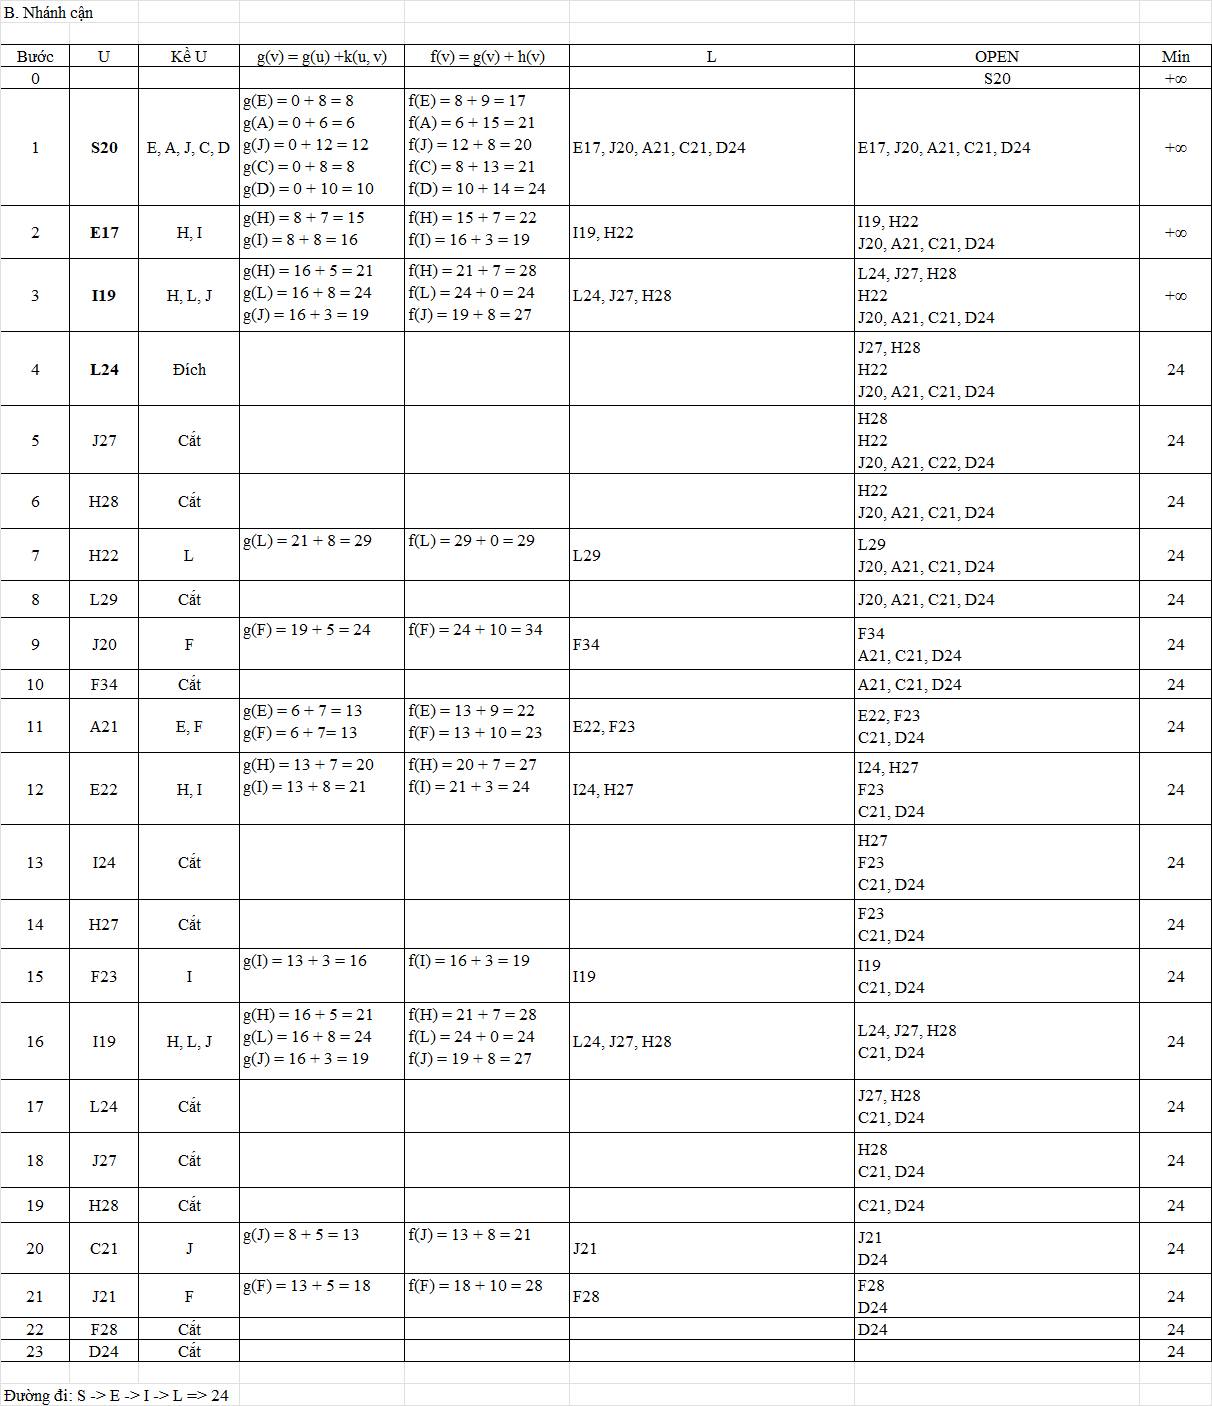 B. Nhánh cận
Bước U Kề U g(v) = g(u) +k(u, v) f(v) = g(v) + h(v) L OPEN Min
0 S20 +∞
1 S20 E, A, J, C, D g(E) = 0 + 8 = 8 f(E) = 8 + 9 = 17 E17, J20, A21, C21, D24 E17, J20, A21, C21, D24 +∞
g(A) = 0 + 6 = 6 f(A) = 6 + 15 = 21
g(J) = 0 + 12 = 12 f(J) = 12 + 8 = 20
g(C) = 0 + 8 = 8 f(C) = 8 + 13 = 21
g(D) = 0 + 10 = 10 f(D) = 10 + 14 = 24
2 E17 H, I g(H) = 8 + 7 = 15 f(H) = 15 + 7 = 22 I19, H22 I19, H22 +∞
g(I) = 8 + 8 = 16 f(I) = 16 + 3 = 19 J20, A21, C21, D24
3 I19 H, L, J g(H) = 16 + 5 = 21 f(H) = 21 + 7 = 28 L24, J27, H28 L24, J27, H28 +∞
g(L) = 16 + 8 = 24 f(L) = 24 + 0 = 24 H22
g(J) = 16 + 3 = 19 f(J) = 19 + 8 = 27 J20, A21, C21, D24
4 L24 Đích J27, H28 24
H22
J20, A21, C21, D24
5 J27 Cắt H28 24
H22
J20, A21, C22, D24
6 H28 Cắt H22 24
J20, A21, C21, D24
7 H22 L g(L) = 21 + 8 = 29 f(L) = 29 + 0 = 29 L29 L29 24
J20, A21, C21, D24
8 L29 Cắt J20, A21, C21, D24 24
9 J20 F g(F) = 19 + 5 = 24 f(F) = 24 + 10 = 34 F34 F34 24
A21, C21, D24
10 F34 Cắt A21, C21, D24 24
11 A21 E, F g(E) = 6 + 7 = 13 f(E) = 13 + 9 = 22 E22, F23 E22, F23 24
g(F) = 6 + 7= 13 f(F) = 13 + 10 = 23 C21, D24
12 E22 H, I g(H) = 13 + 7 = 20 f(H) = 20 + 7 = 27 I24, H27 I24, H27 24
g(I) = 13 + 8 = 21 f(I) = 21 + 3 = 24 F23
C21, D24
13 I24 Cắt H27 24
F23
C21, D24
14 H27 Cắt F23 24
C21, D24
15 F23 I g(I) = 13 + 3 = 16 f(I) = 16 + 3 = 19 I19 I19 24
C21, D24
16 I19 H, L, J g(H) = 16 + 5 = 21 f(H) = 21 + 7 = 28 L24, J27, H28 L24, J27, H28 24
g(L) = 16 + 8 = 24 f(L) = 24 + 0 = 24 C21, D24
g(J) = 16 + 3 = 19 f(J) = 19 + 8 = 27
17 L24 Cắt J27, H28 24
C21, D24
18 J27 Cắt H28 24
C21, D24
19 H28 Cắt C21, D24 24
20 C21 J g(J) = 8 + 5 = 13 f(J) = 13 + 8 = 21 J21 J21 24
D24
21 J21 F g(F) = 13 + 5 = 18 f(F) = 18 + 10 = 28 F28 F28 24
D24
22 F28 Cắt D24 24
23 D24 Cắt 24
Đường đi: S -> E -> I -> L => 24